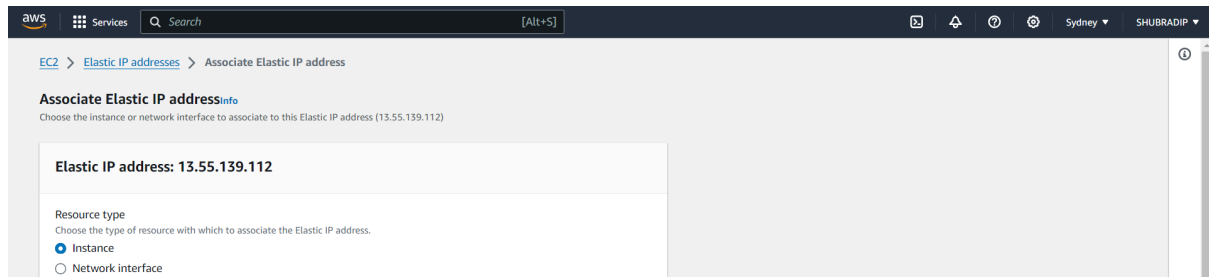 aws Services Search [Alt+S] Sydney ▼ SHUBRADIP ▼
EC2 > Elastic IP addresses > Associate Elastic IP address
Associate Elastic IP address Info
Choose the instance or network interface to associate to this Elastic IP address (13.55.139.112)
Elastic IP address: 13.55.139.112
Resource type
Choose the type of resource with which to associate the Elastic IP address.
Instance
Network interface